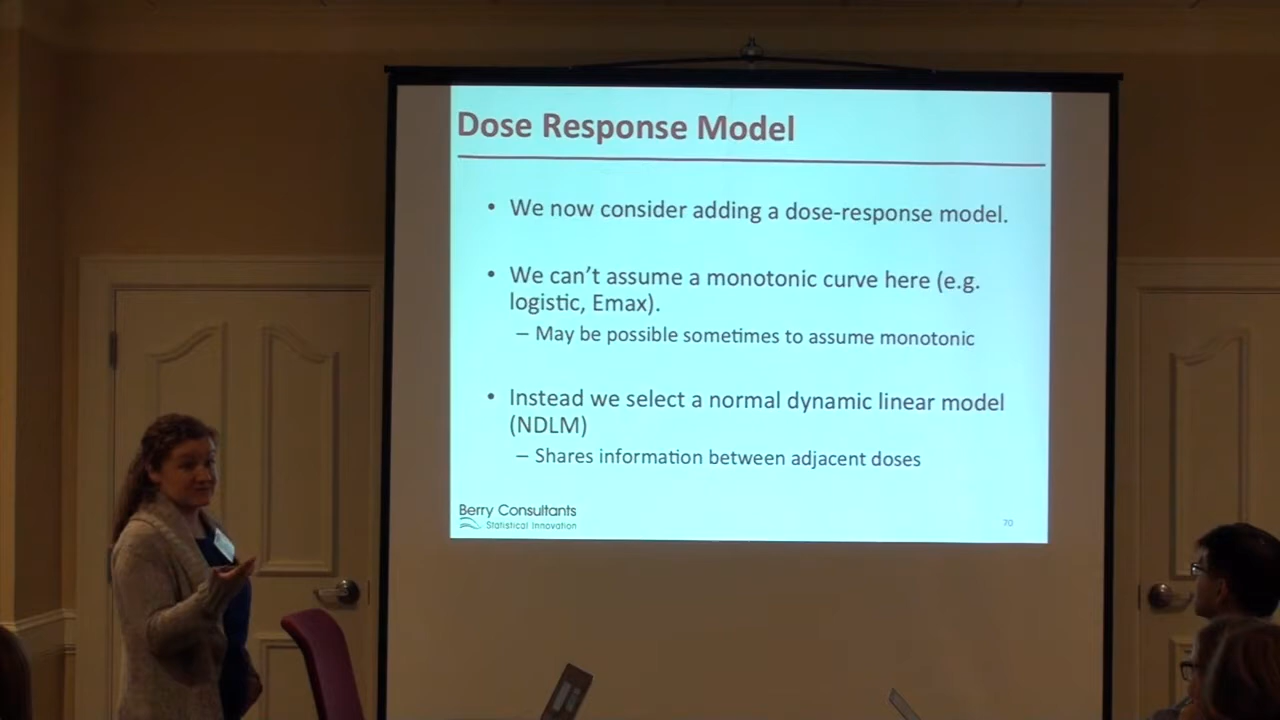 Dose Response Model
• We now consider adding a dose-response model.
• We can't assume a monotonic curve here (e.g.
logistic, Emax).
– May be possible sometimes to assume monotonic
• Instead we select a normal dynamic linear model
(NDLM)
– Shares information between adjacent doses
Berry Consultants
Statistical Innovation
70